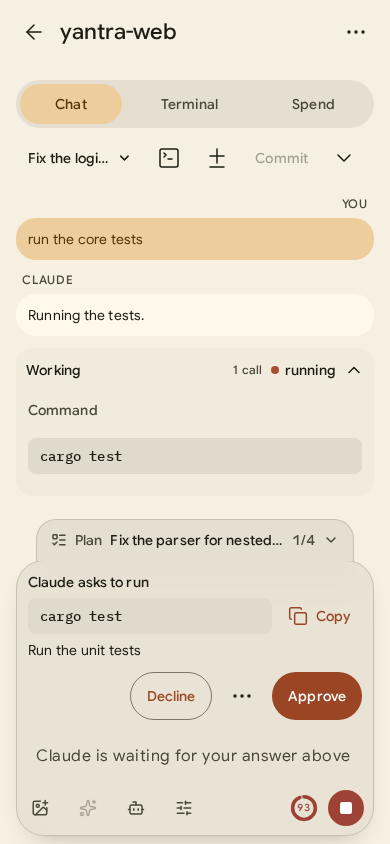 yantra-web
Chat Terminal Spend
Fix the logi... Commit
YOU
run the core tests
CLAUDE
Running the tests.
Working 1 call running
Command
cargo test
Plan Fix the parser for nested... 1/4
Claude asks to run
cargo test Copy
Run the unit tests
Decline Approve
Claude is waiting for your answer above
93